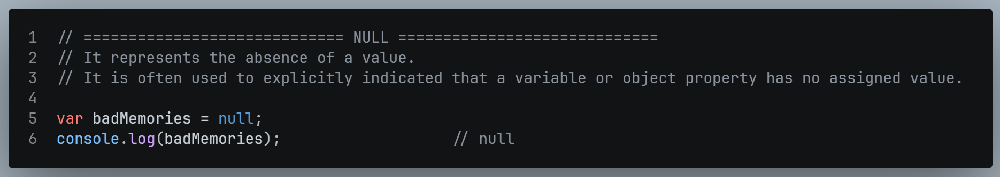 1 // ============================= NULL =============================
2 // It represents the absence of a value.
3 // It is often used to explicitly indicated that a variable or object property has no assigned value.
4
5 var badMemories = null;
6 console.log(badMemories);                   // null